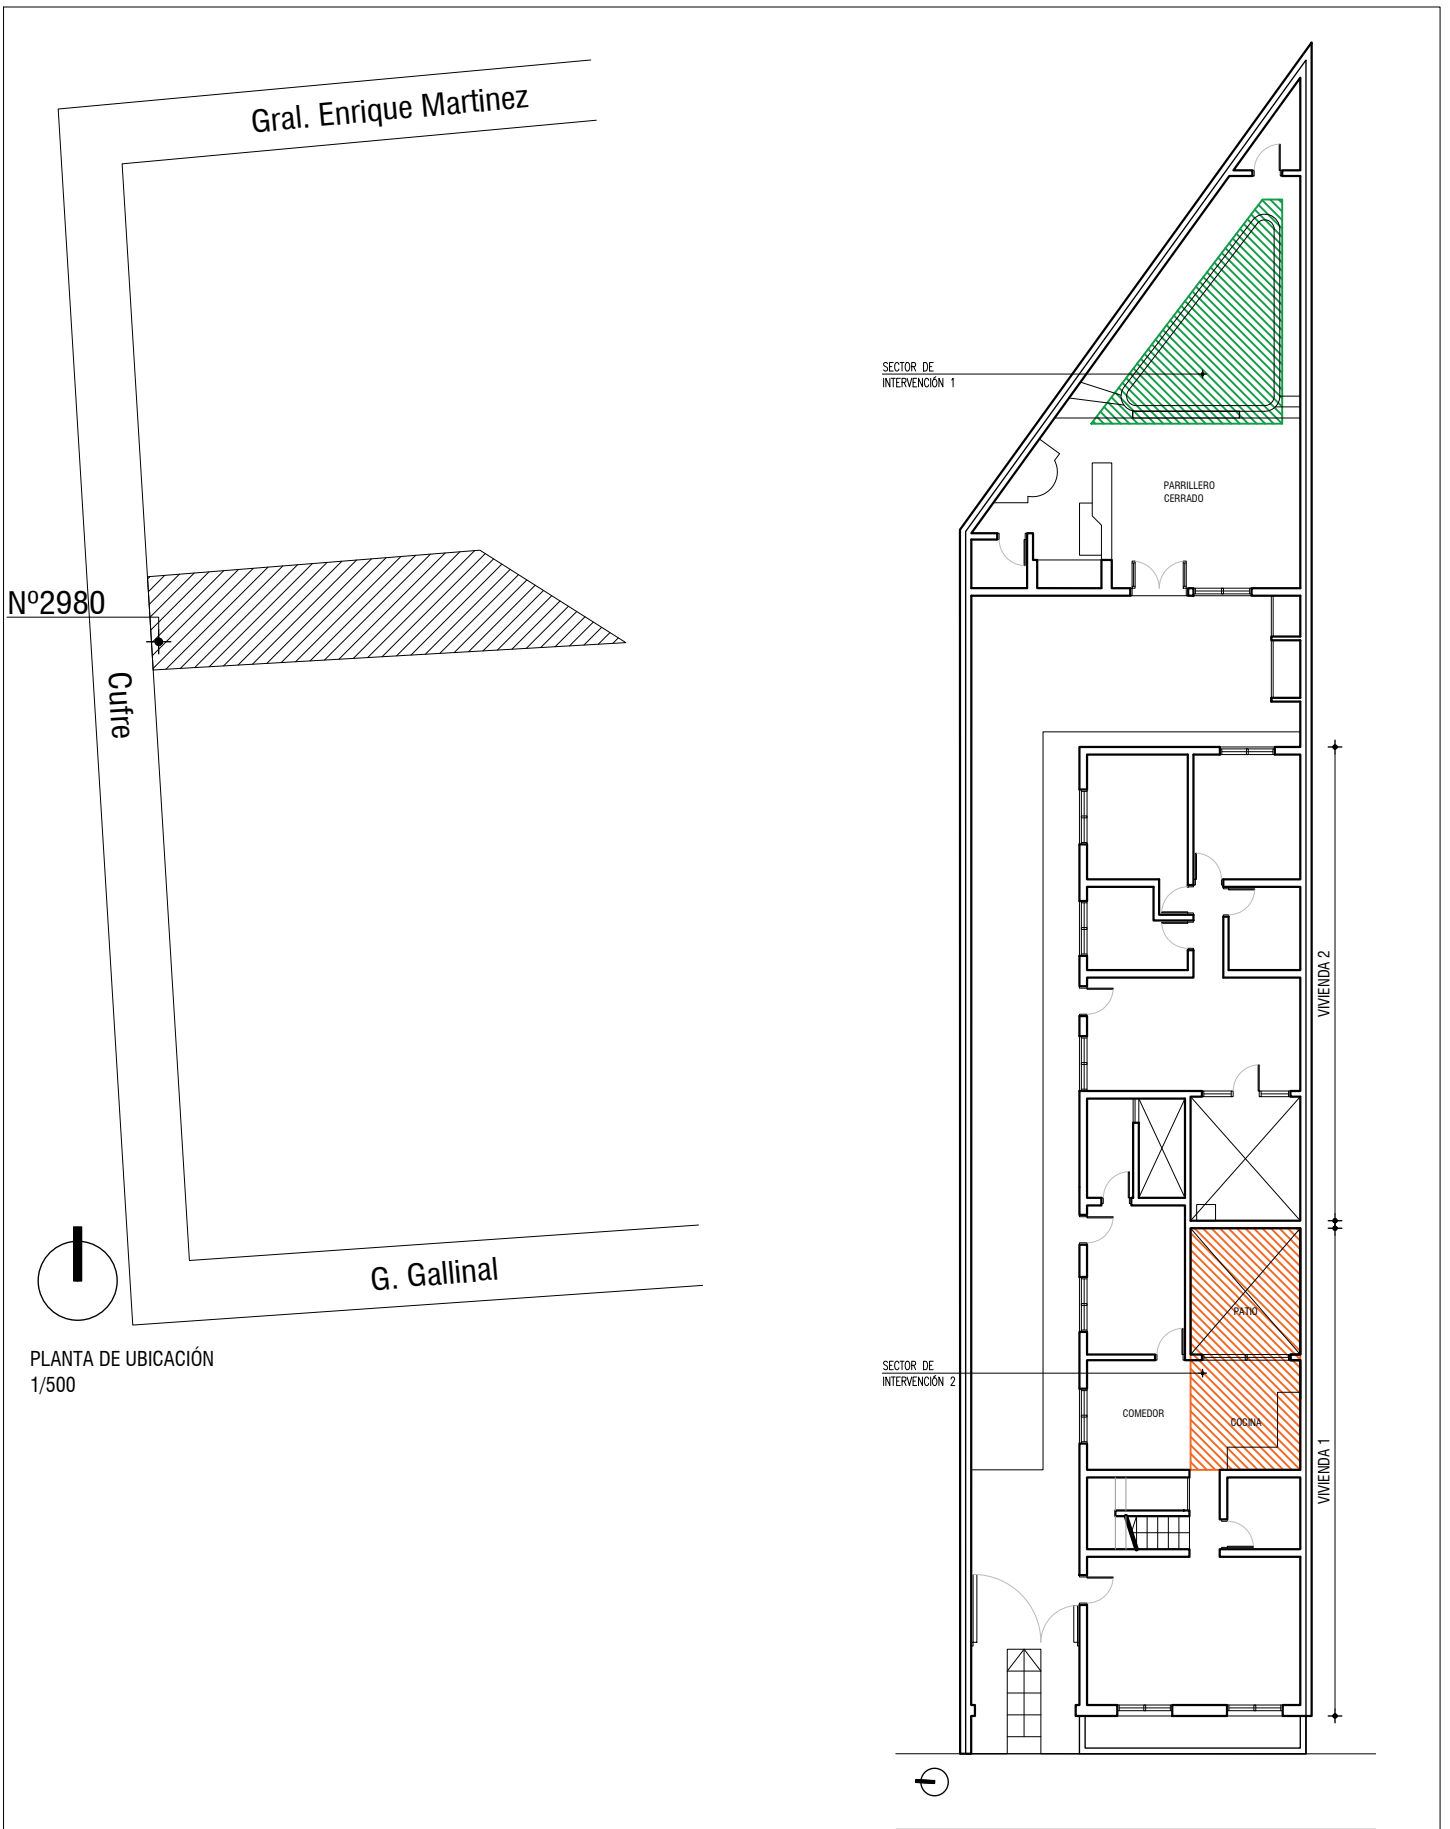 Gral. Enrique Martinez
Nº2980
Cufre
G. Gallinal
PLANTA DE UBICACIÓN
1/500
SECTOR DE
INTERVENCIÓN 1
PARRILLERO
CERRADO
VIVIENDA 2
PATIO
SECTOR DE
INTERVENCIÓN 2
COMEDOR
COCINA
VIVIENDA 1